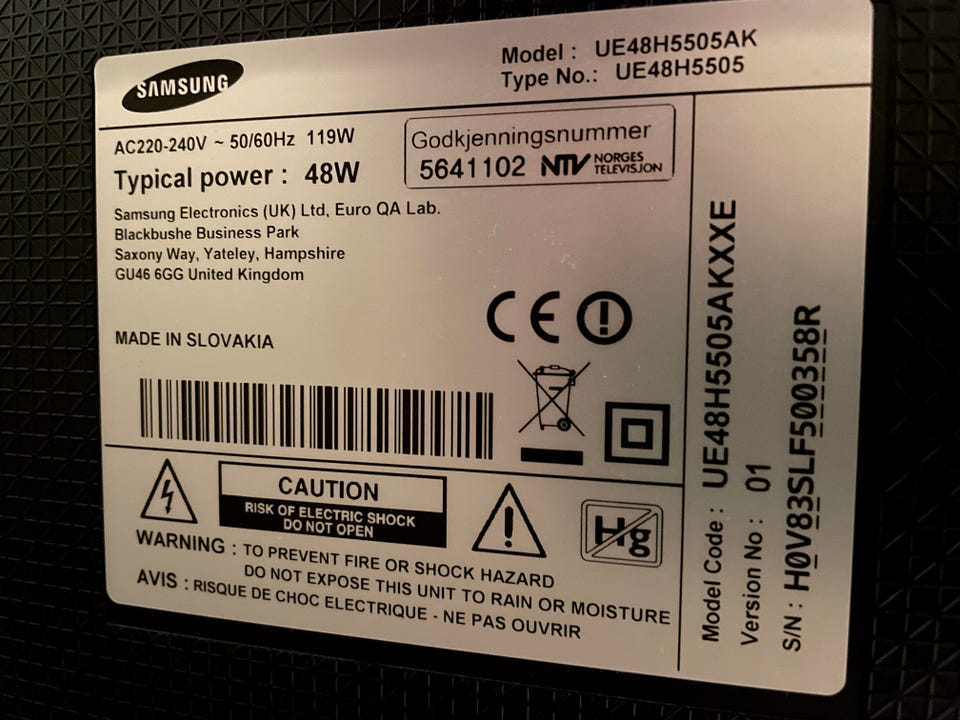 SAMSUNG
Model : UE48H5505AK
Type No.: UE48H5505
AC220-240V ~ 50/60Hz 119W
Typical power : 48W
Godkjenningsnummer
5641102 NTV NORGES
TELEVISJON
Samsung Electronics (UK) Ltd, Euro QA Lab.
Blackbushe Business Park
Saxony Way, Yateley, Hampshire
GU46 6GG United Kingdom
MADE IN SLOVAKIA
CE
CAUTION
RISK OF ELECTRIC SHOCK
DO NOT OPEN
Hg
WARNING : TO PREVENT FIRE OR SHOCK HAZARD
DO NOT EXPOSE THIS UNIT TO RAIN OR MOISTURE
AVIS : RISQUE DE CHOC ELECTRIQUE - NE PAS OUVRIR
Model Code : UE48H5505AKXXE
Version No : 01
S/N : H0V83SLF500358R